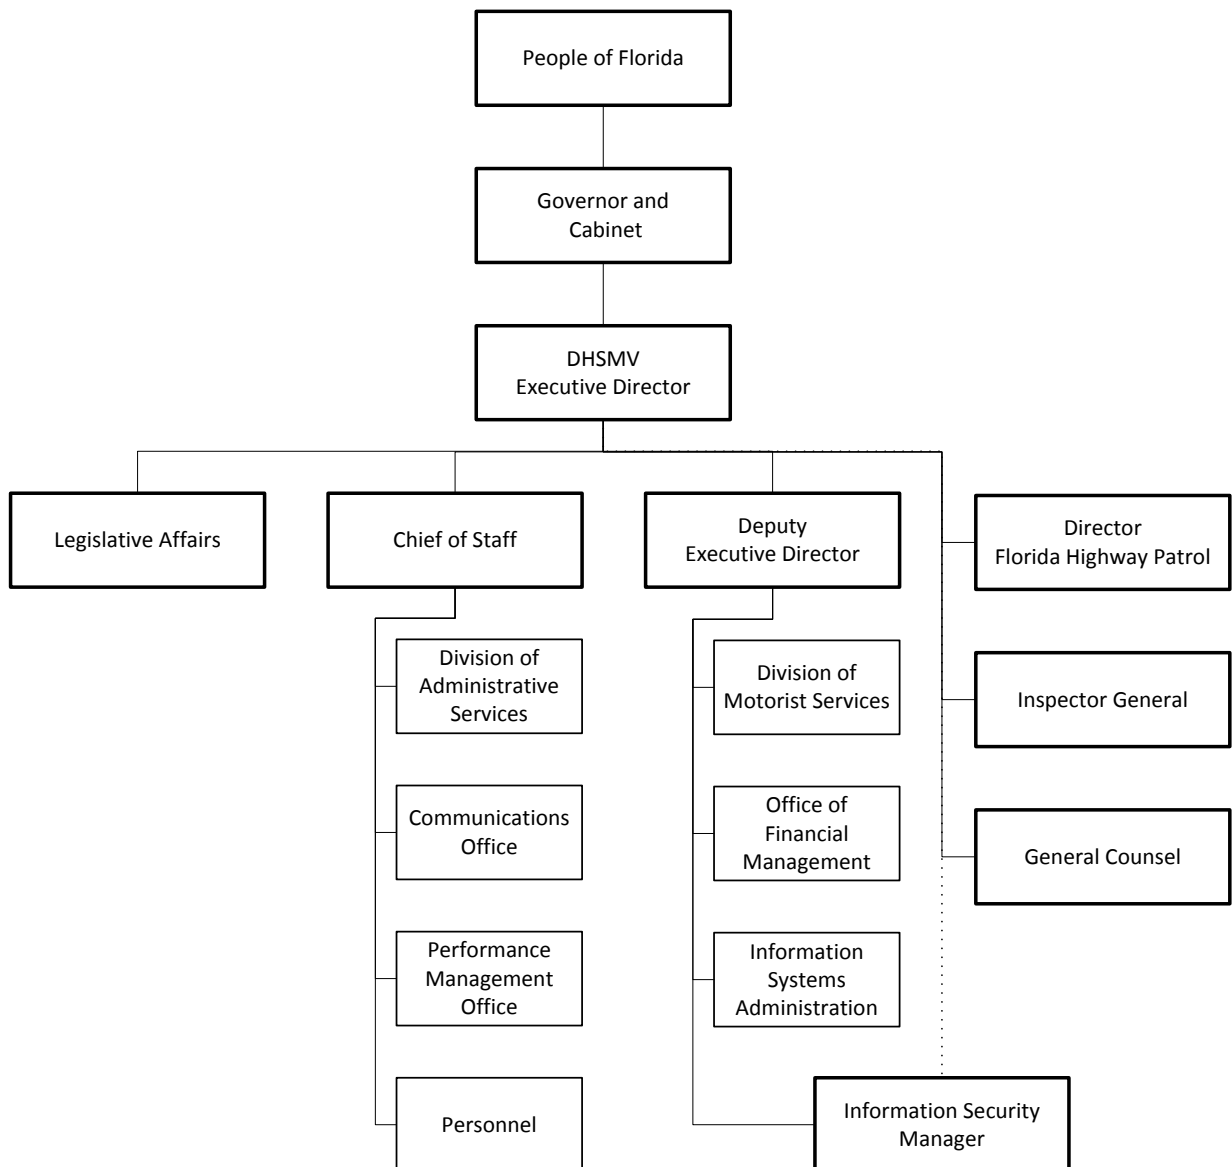 People of Florida
Governor and
Cabinet
DHSMV
Executive Director
Legislative Affairs
Chief of Staff
Deputy
Executive Director
Director
Florida Highway Patrol
Division of
Administrative
Services
Division of
Motorist Services
Inspector General
Communications
Office
Office of
Financial
Management
General Counsel
Performance
Management
Office
Information
Systems
Administration
Personnel
Information Security
Manager